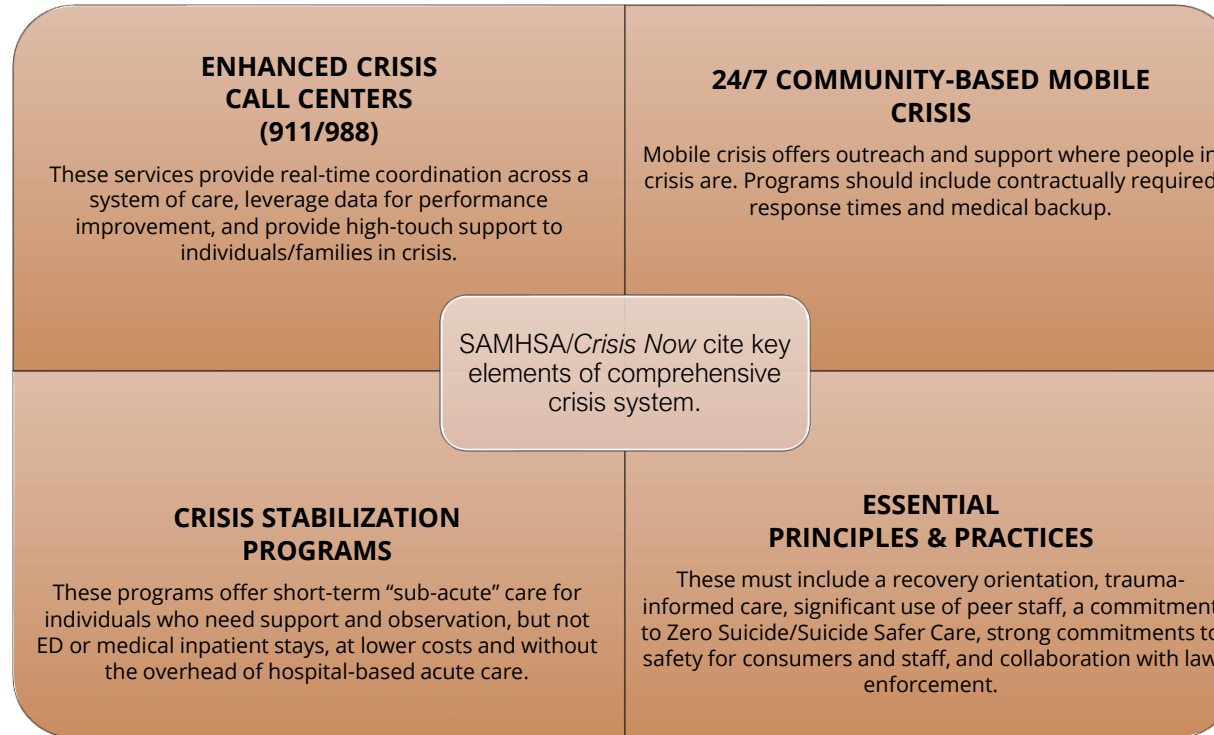 ENHANCED CRISIS
CALL CENTERS
(911/988)
These services provide real-time coordination across a
system of care, leverage data for performance
improvement, and provide high-touch support to
individuals/families in crisis.
24/7 COMMUNITY-BASED MOBILE
CRISIS
Mobile crisis offers outreach and support where people in
crisis are. Programs should include contractually required
response times and medical backup.
SAMHSA/Crisis Now cite key
elements of comprehensive
crisis system.
CRISIS STABILIZATION
PROGRAMS
These programs offer short-term “sub-acute” care for
individuals who need support and observation, but not
ED or medical inpatient stays, at lower costs and without
the overhead of hospital-based acute care.
ESSENTIAL
PRINCIPLES & PRACTICES
These must include a recovery orientation, trauma-
informed care, significant use of peer staff, a commitment
to Zero Suicide/Suicide Safer Care, strong commitments to
safety for consumers and staff, and collaboration with law
enforcement.